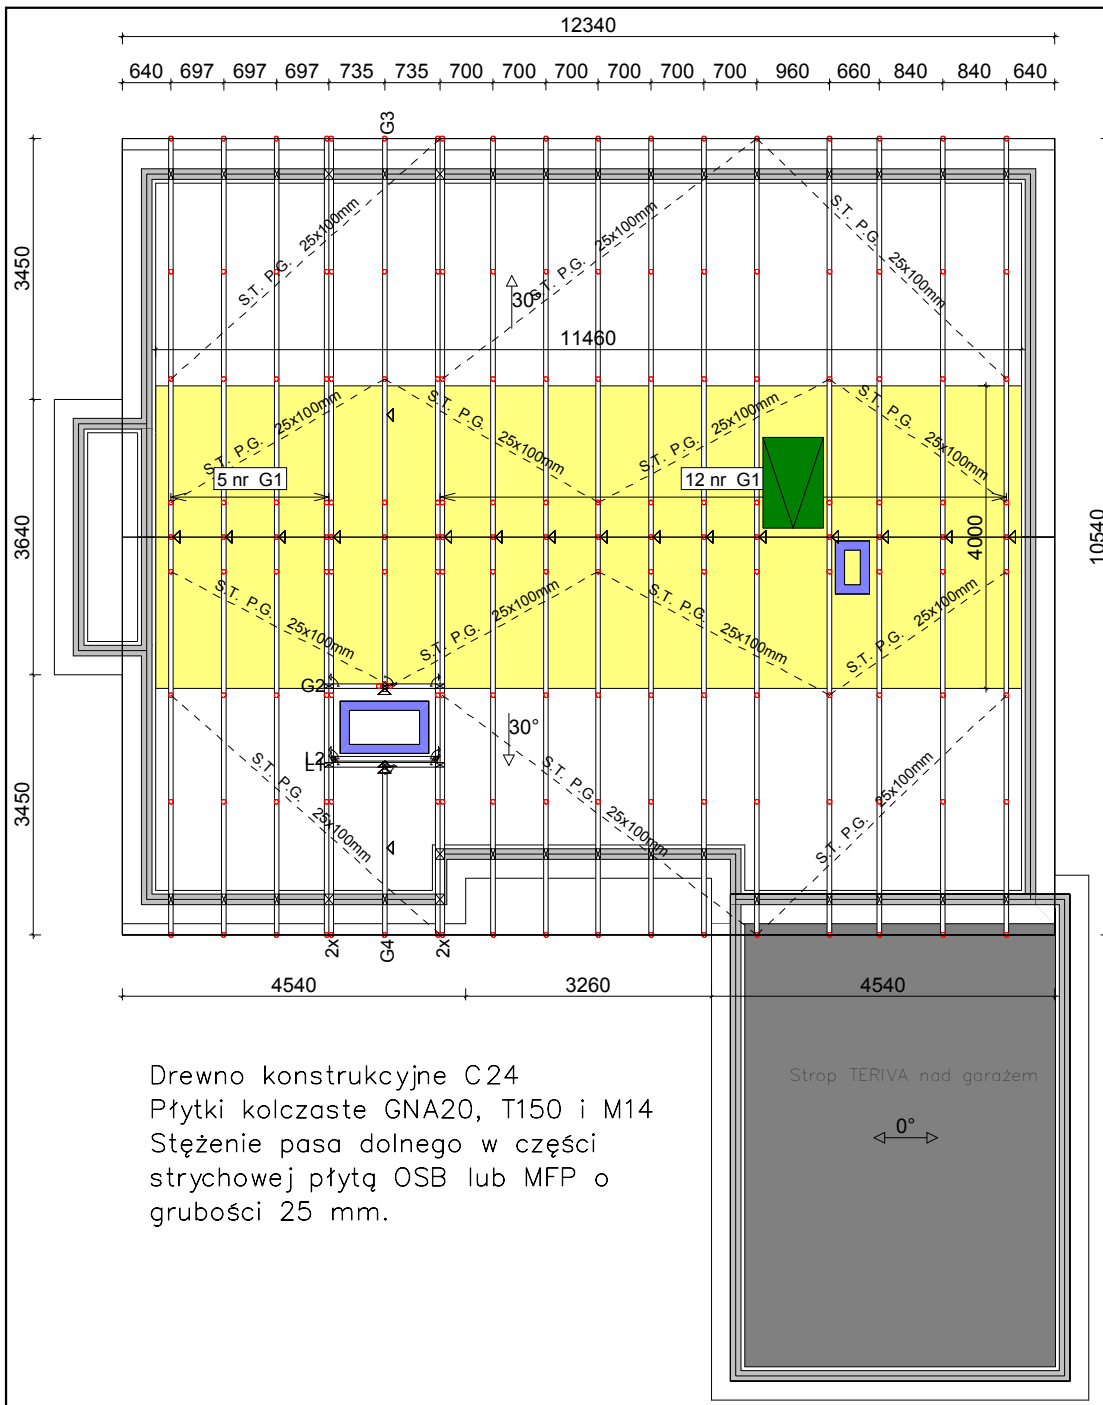 12340
640 697 697 697 735 735 700 700 700 700 700 700 960 660 840 840 640
G3
3450
S.T. P.G. 25x100mm
S.T. P.G. 25x100mm
S.T. P.G. 25x100mm
30°
11460
S.T. P.G. 25x100mm
S.T. P.G. 25x100mm
S.T. P.G. 25x100mm
S.T. P.G. 25x100mm
5 nr G1
12 nr G1
3640
4000
10540
S.T. P.G. 25x100mm
S.T. P.G. 25x100mm
S.T. P.G. 25x100mm
S.T. P.G. 25x100mm
G2
30°
L2
L1
3450
S.T. P.G. 25x100mm
S.T. P.G. 25x100mm
S.T. P.G. 25x100mm
2x
G4
2x
4540 3260 4540
Drewno konstrukcyjne C24
Płytki kolczaste GNA20, T150 i M14
Stężenie pasa dolnego w części
strychowej płytą OSB lub MFP o
grubości 25 mm.
Strop TERIVA nad garażem
0°